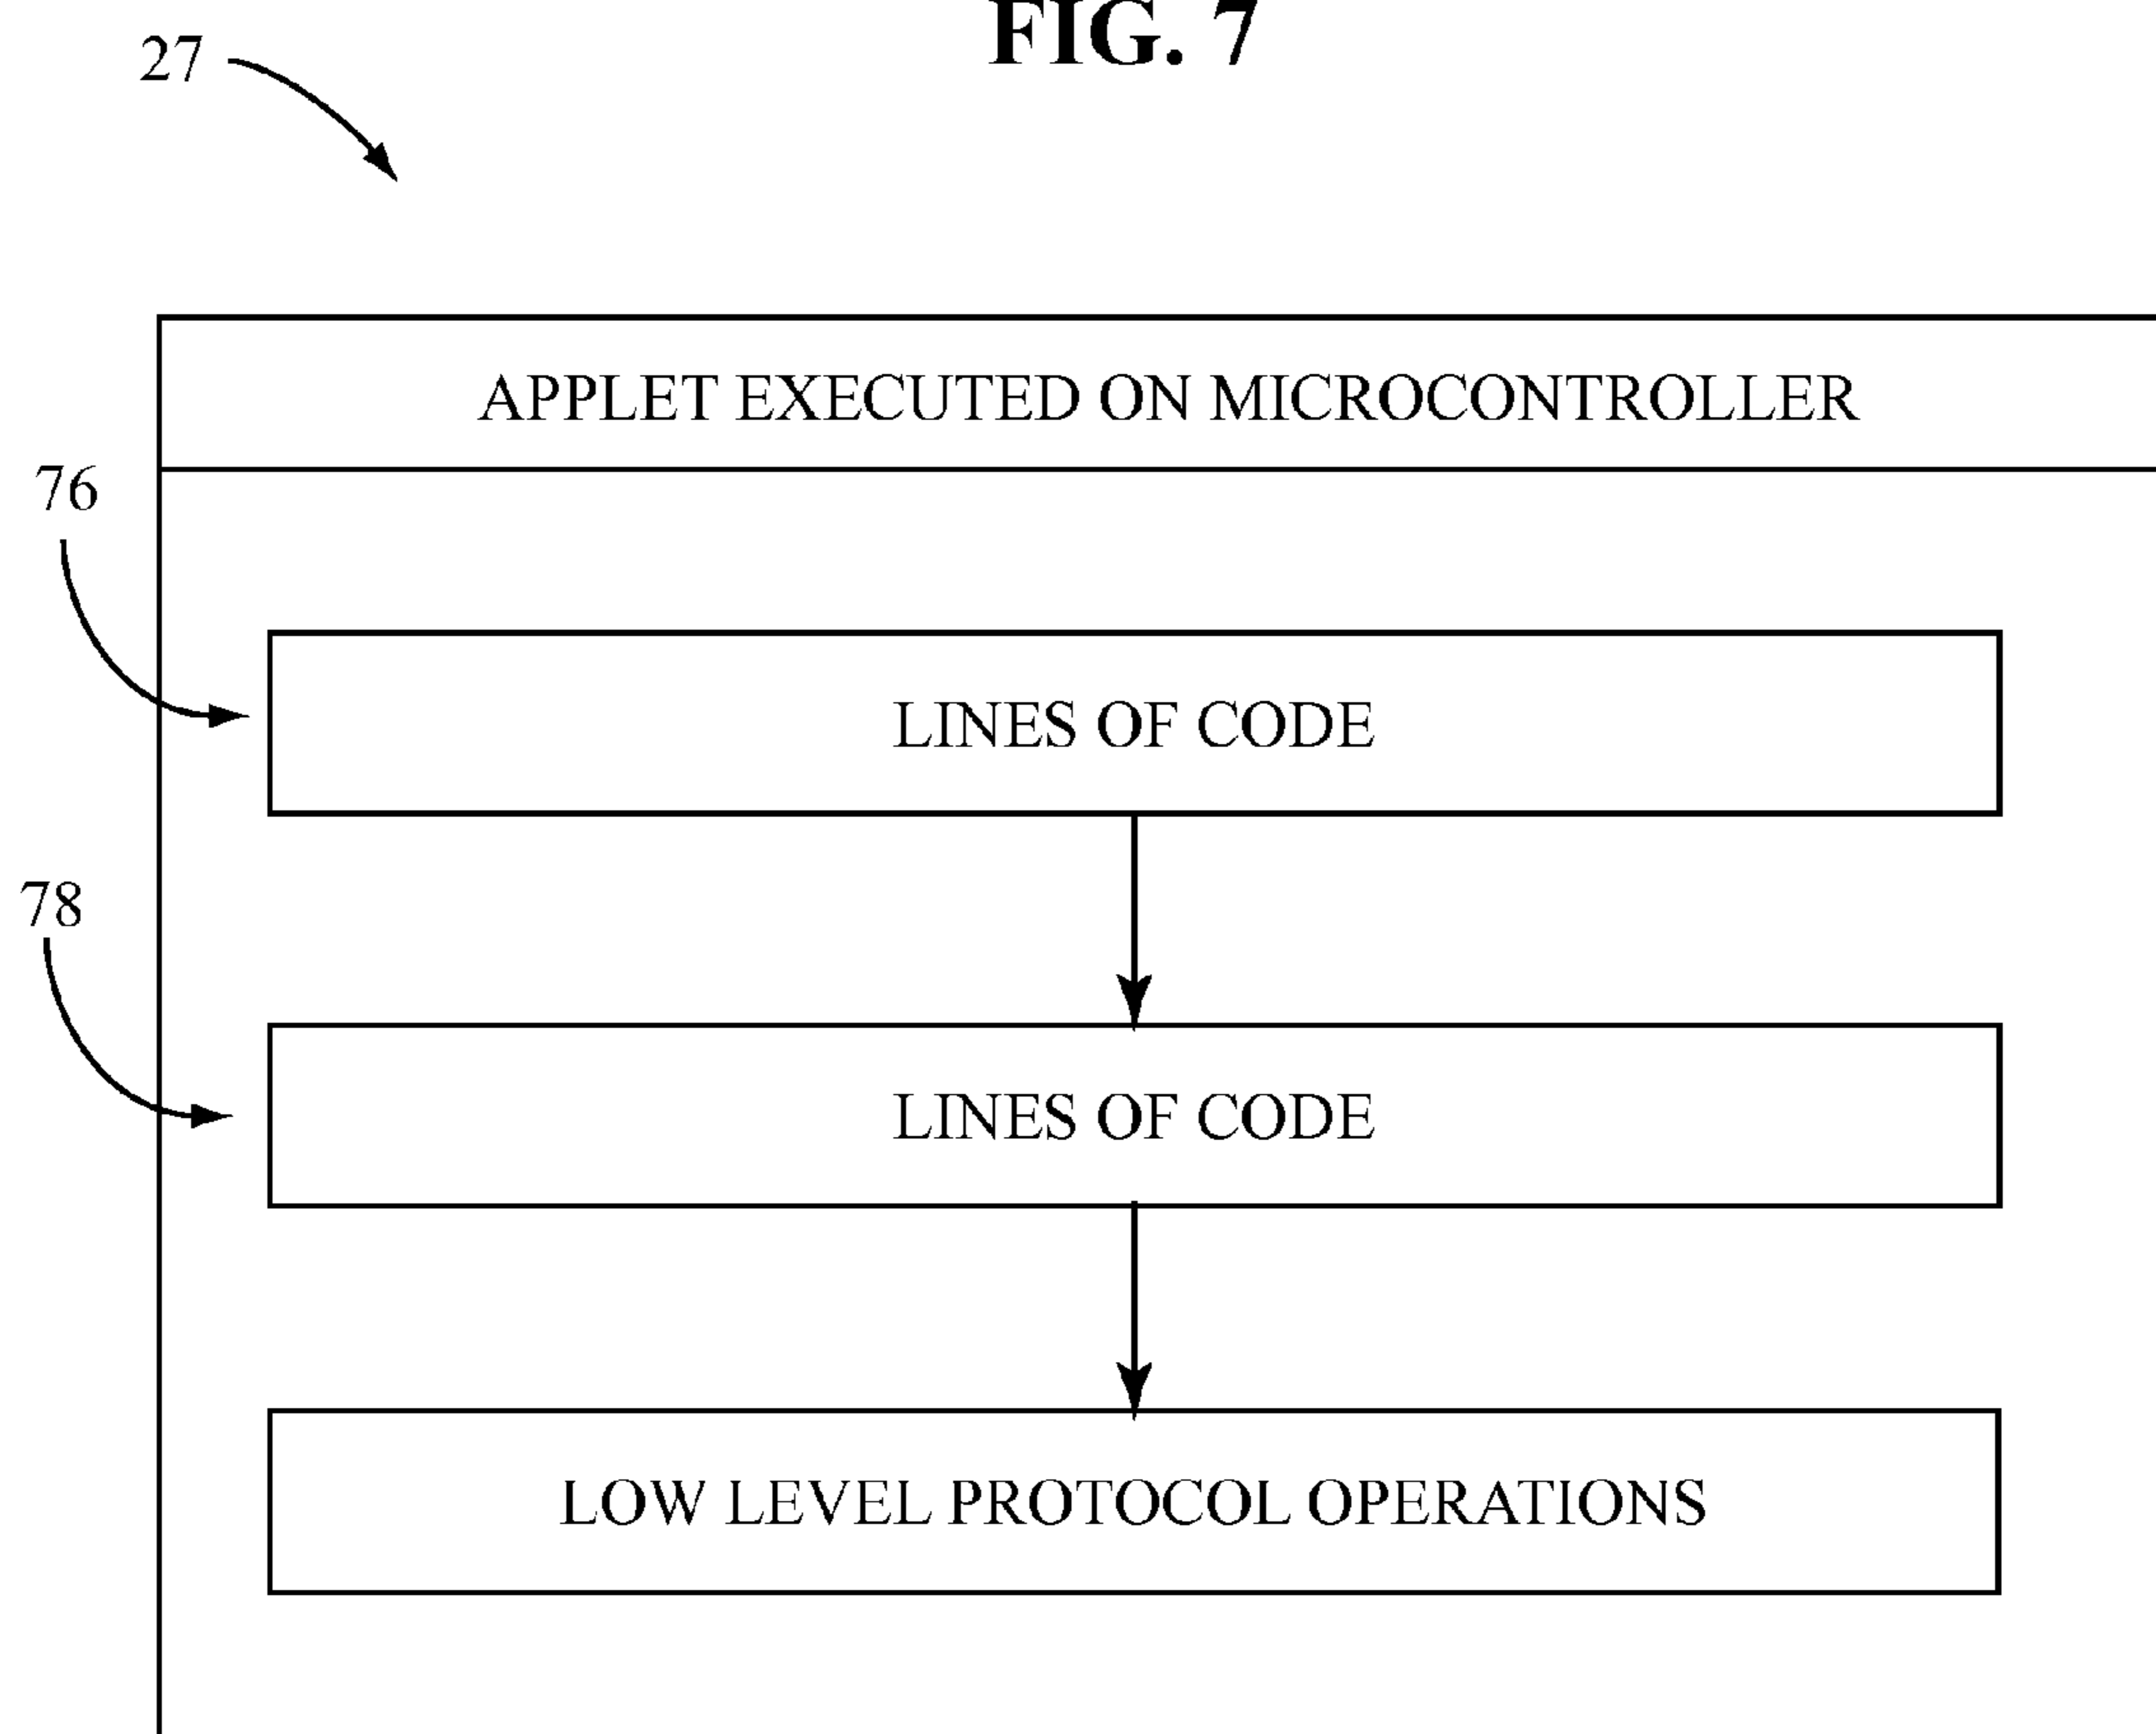 FIG. 7
27
APPLET EXECUTED ON MICROCONTROLLER
76
LINES OF CODE
78
LINES OF CODE
LOW LEVEL PROTOCOL OPERATIONS